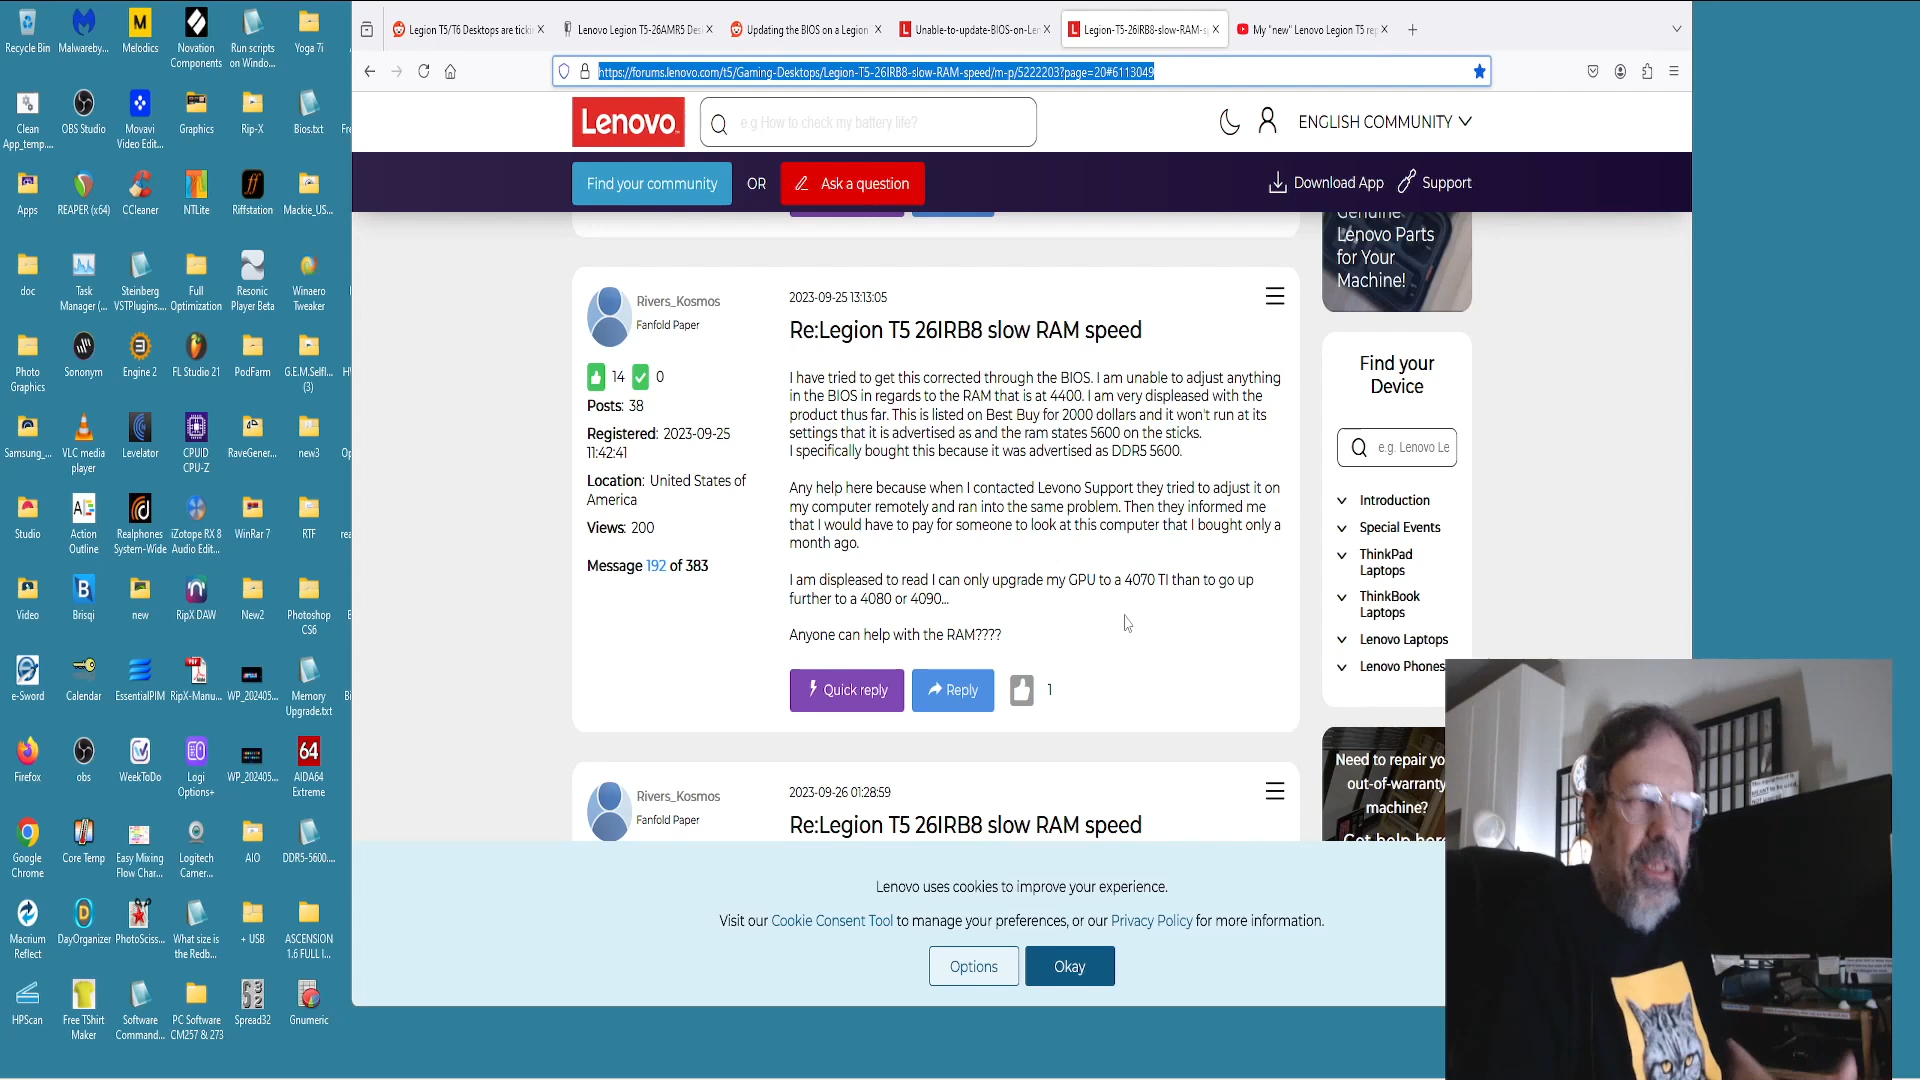 Legion T5/T6 Desktops are tickin
Lenovo Legion T5-26AMR5 Des
Updating the BIOS on a Legion
Unable-to-update-BIOS-on-Len
Legion-T5-26IRB8-slow-RAM-s
My "new" Lenovo Legion T5 rep
https://forums.lenovo.com/t5/Gaming-Desktops/Legion-T5-26IRB8-slow-RAM-speed/m-p/5222203?page=20#6113049
Lenovo
e.g How to check my battery life?
ENGLISH COMMUNITY
Find your community
OR
Ask a question
Download App
Support
Genuine
Lenovo Parts
for Your
Machine!
Rivers_Kosmos
Fanfold Paper
14
0
Posts: 38
Registered: 2023-09-25
11:42:41
Location: United States of
America
Views: 200
Message 192 of 383
2023-09-25 13:13:05
Re:Legion T5 26IRB8 slow RAM speed
I have tried to get this corrected through the BIOS. I am unable to adjust anything
in the BIOS in regards to the RAM that is at 4400. I am very displeased with the
product thus far. This is listed on Best Buy for 2000 dollars and it won't run at its
settings that it is advertised as and the ram states 5600 on the sticks.
I specifically bought this because it was advertised as DDR5 5600.
Any help here because when I contacted Levono Support they tried to adjust it on
my computer remotely and ran into the same problem. Then they informed me
that I would have to pay for someone to look at this computer that I bought only a
month ago.
I am displeased to read I can only upgrade my GPU to a 4070 TI than to go up
further to a 4080 or 4090...
Anyone can help with the RAM????
Quick reply
Reply
1
Rivers_Kosmos
Fanfold Paper
2023-09-26 01:28:59
Re:Legion T5 26IRB8 slow RAM speed
Find your
Device
e.g. Lenovo Le
Introduction
Special Events
ThinkPad
Laptops
ThinkBook
Laptops
Lenovo Laptops
Lenovo Phones
Need to repair yo
out-of-warranty
machine?
Get help here
Lenovo uses cookies to improve your experience.
Visit our Cookie Consent Tool to manage your preferences, or our Privacy Policy for more information.
Options
Okay
Recycle Bin
Malwareby...
Melodics
Novation
Components
Run scripts
on Windo...
Yoga 7i
Clean
App_temp....
OBS Studio
Movavi
Video Edit...
Graphics
Rip-X
Bios.txt
Apps
REAPER (x64)
CCleaner
NTLite
Riffstation
Mackie_US...
doc
Task
Manager (...
Steinberg
VSTPlugins....
Full
Optimization
Resonic
Player Beta
Winaero
Tweaker
Photo
Graphics
Sononym
Engine 2
FL Studio 21
PodFarm
G.E.M.Selfl...
(3)
Samsung_...
VLC media
player
Levelator
CPUID
CPU-Z
RaveGener...
new3
Studio
Action
Outline
Realphones
System-Wide
iZotope RX 8
Audio Edit...
WinRar 7
RTF
Video
Brisqi
new
RipX DAW
New2
Photoshop
CS6
e-Sword
Calendar
EssentialPIM
RipX-Manu...
WP_202405...
Memory
Upgrade.txt
Firefox
obs
WeekToDo
Logi
Options+
WP_202405...
AIDA64
Extreme
Google
Chrome
Core Temp
Easy Mixing
Flow Char...
Logitech
Camer...
AIO
DDR5-5600....
Macrium
Reflect
DayOrganizer
PhotoSciss...
What size is
the Redb...
+ USB
ASCENSION
1.6 FULL I...
HPScan
Free TShirt
Maker
Software
Command...
PC Software
CM257 & 273
Spread32
Gnumeric